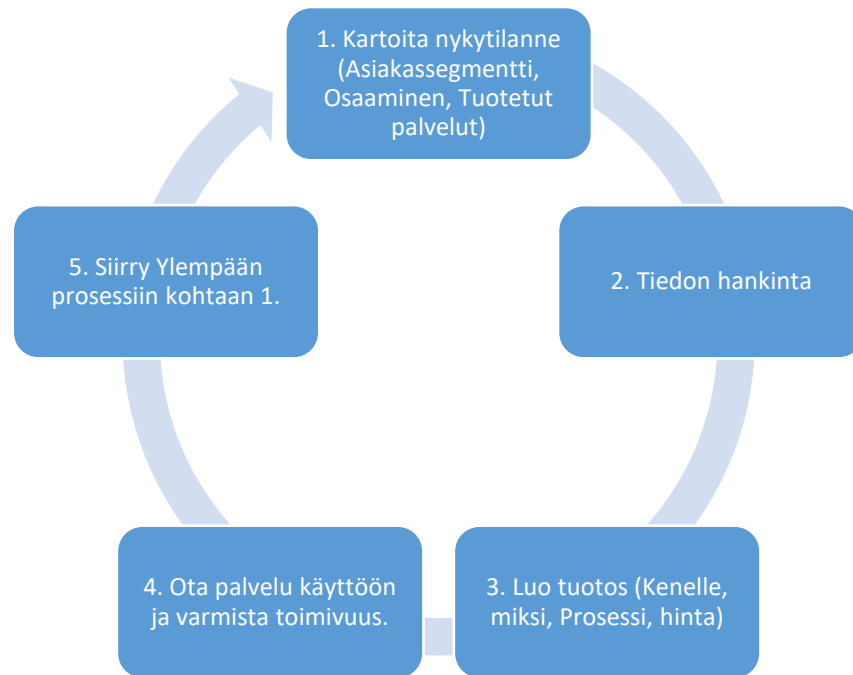 1. Kartoita nykytilanne
(Asiakassegmentti,
Osaaminen, Tuotetut
palvelut)
2. Tiedon hankinta
3. Luo tuotos (Kenelle,
miksi, Prosessi, hinta)
4. Ota palvelu käyttöön
ja varmista toimivuus.
5. Siirry Ylempään
prosessiin kohtaan 1.